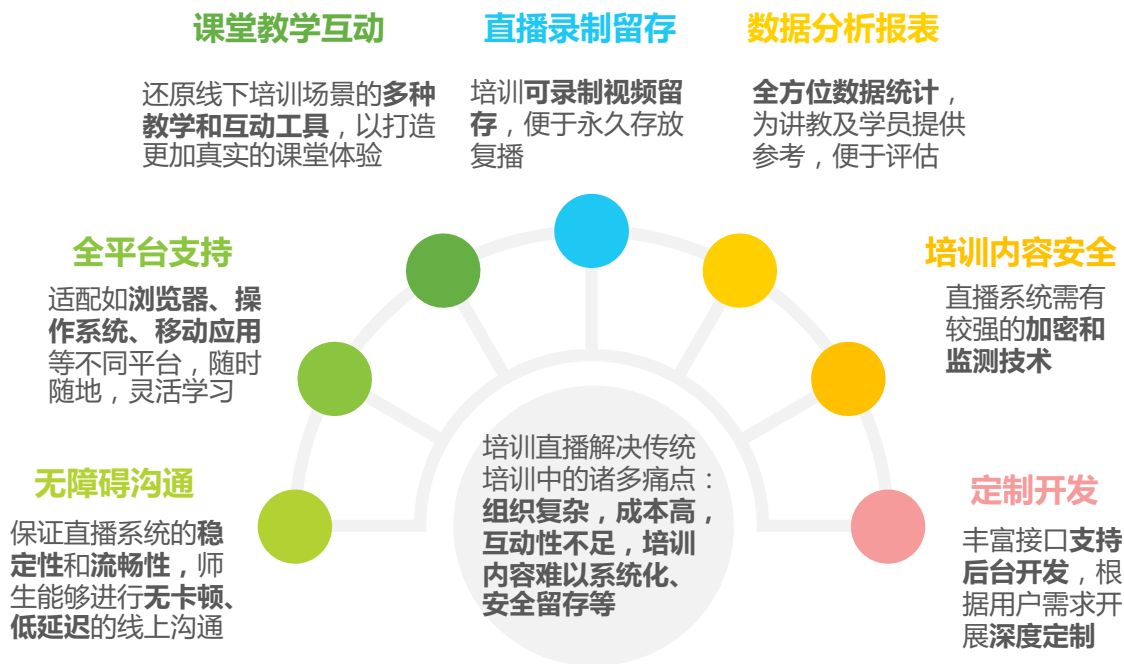 课堂教学互动
还原线下培训场景的多种
教学和互动工具，以打造
更加真实的课堂体验
直播录制留存
培训可录制视频留
存，便于永久存放
复播
数据分析报表
全方位数据统计，
为讲教及学员提供
参考，便于评估
全平台支持
适配如浏览器、操
作系统、移动应用
等不同平台，随时
随地，灵活学习
培训内容安全
直播系统需有
较强的加密和
监测技术
无障碍沟通
保证直播系统的稳
定性和流畅性，师
生能够进行无卡顿、
低延迟的线上沟通
培训直播解决传统
培训中的诸多痛点：
组织复杂，成本高，
互动性不足，培训
内容难以系统化、
安全留存等
定制开发
丰富接口支持
后台开发，根
据用户需求开
展深度定制